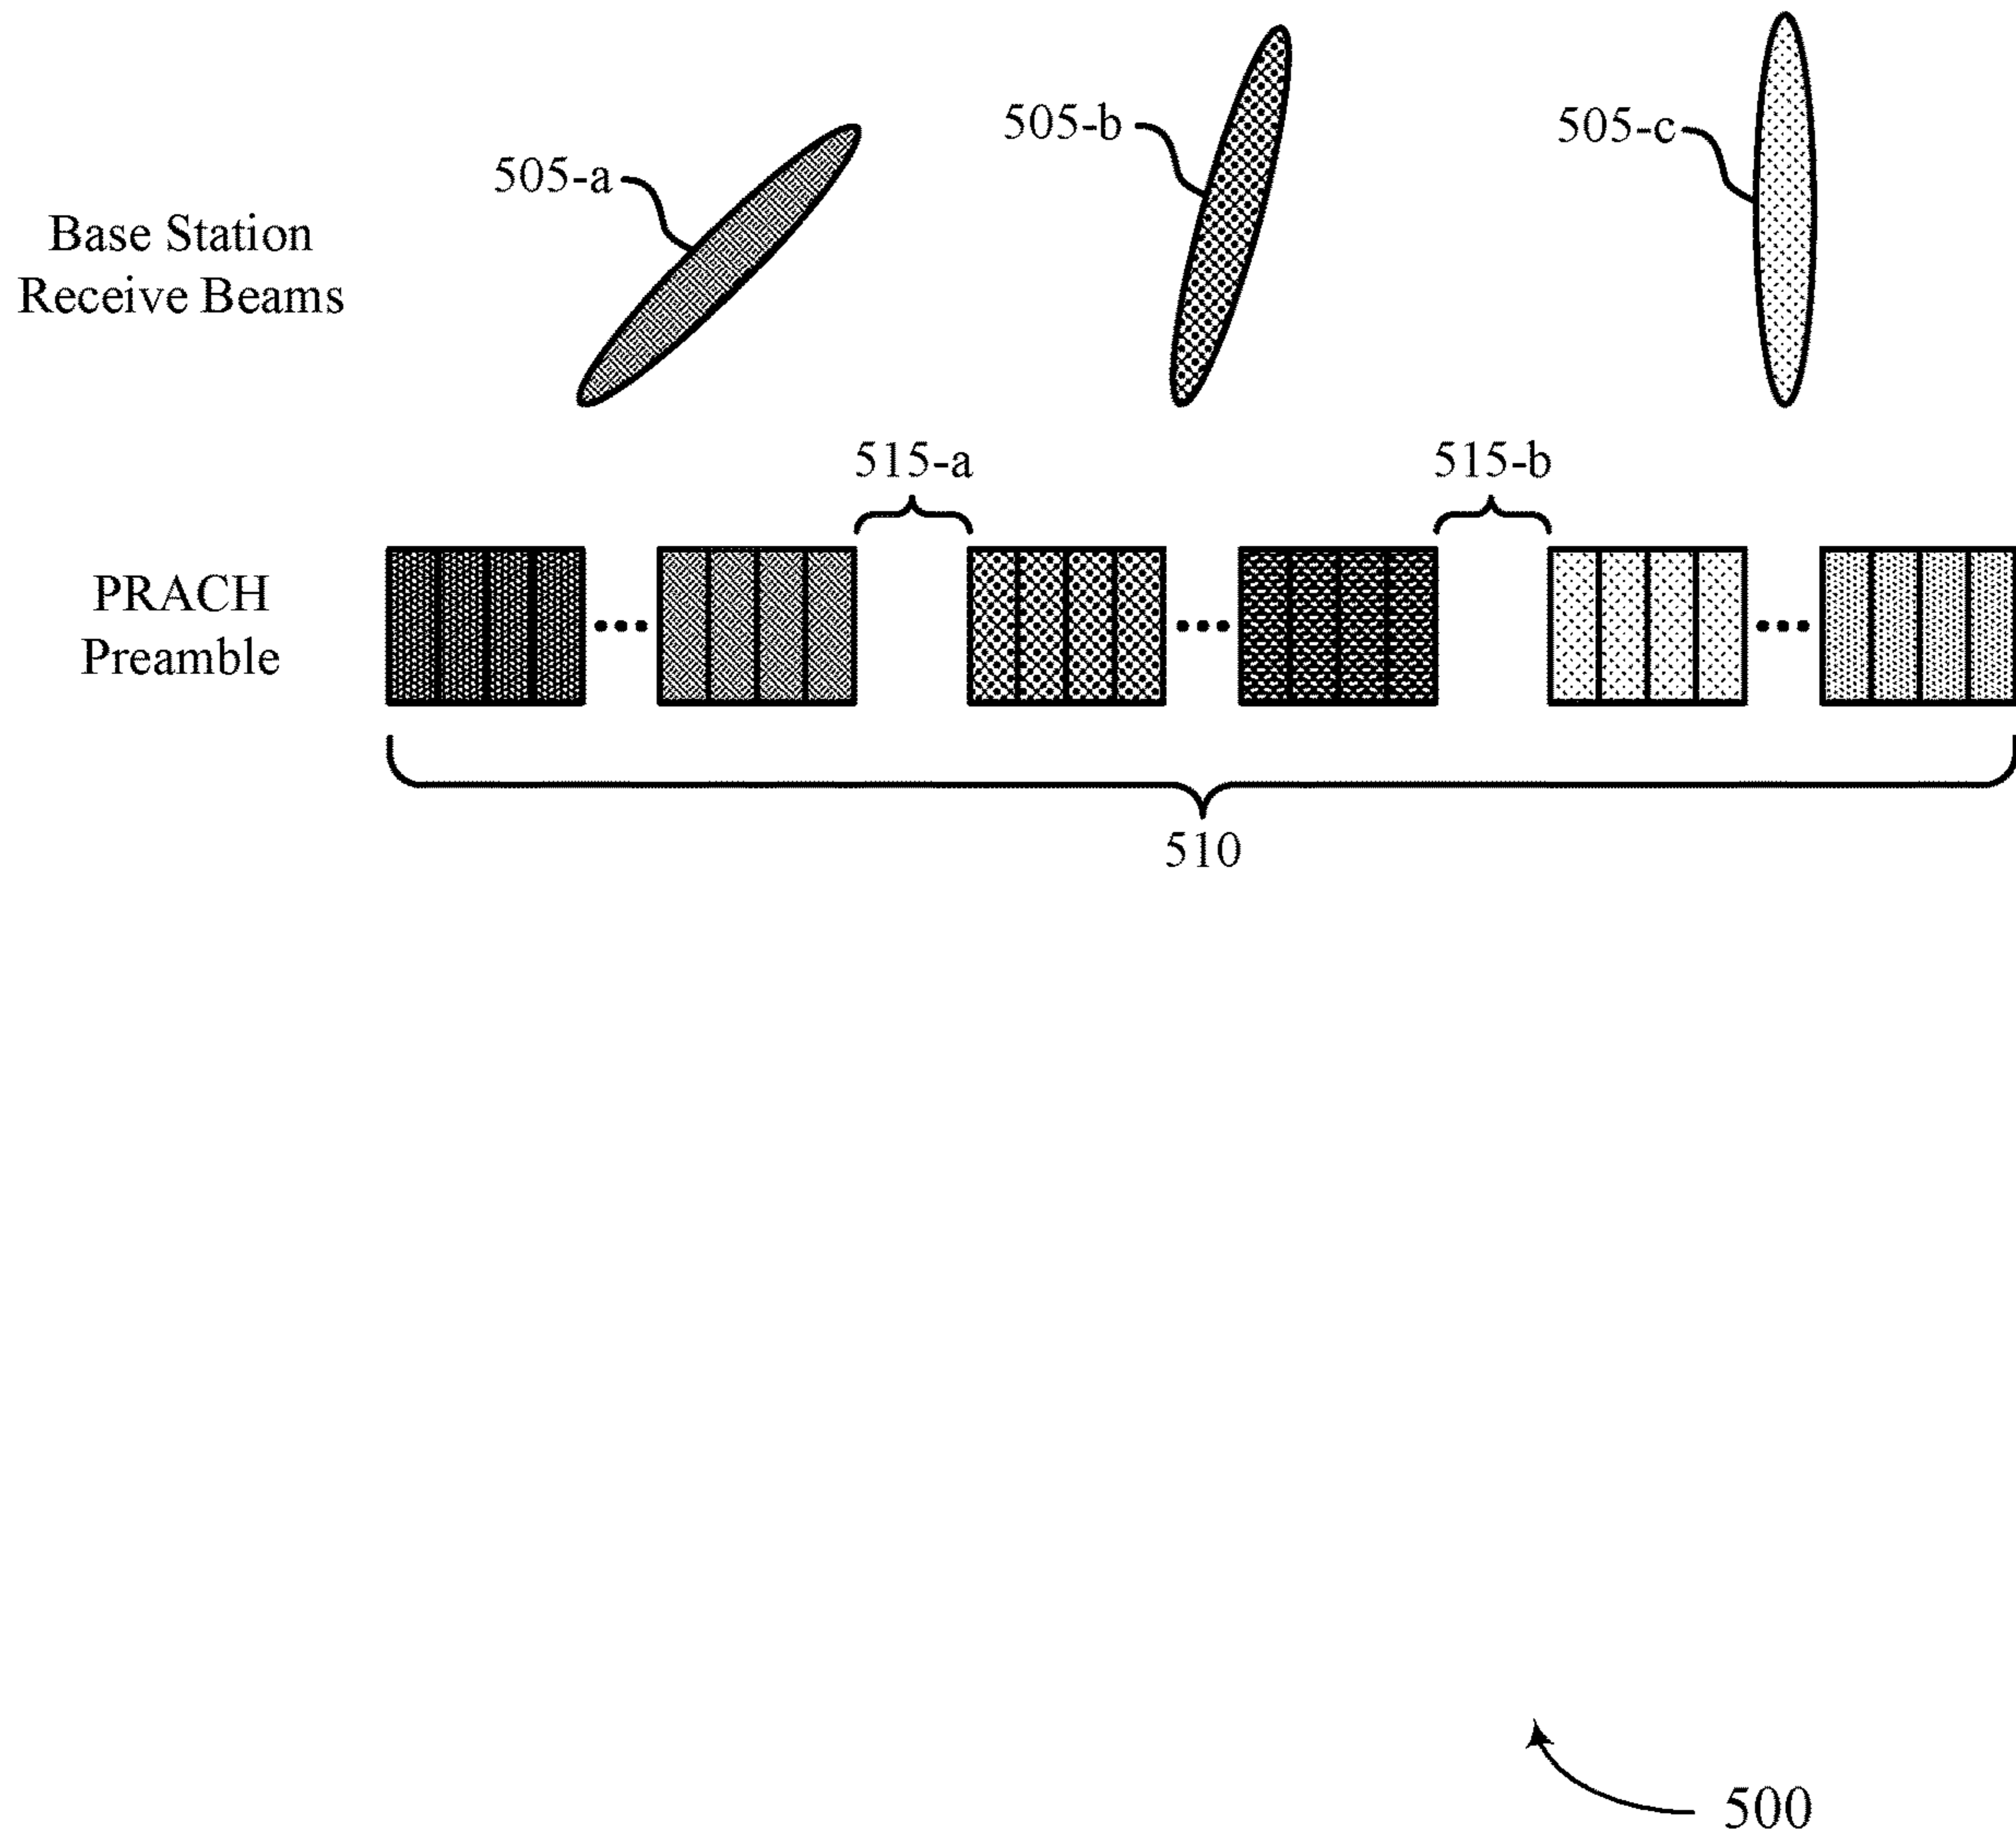 505-a
505-b
505-c
Base Station
Receive Beams
515-a
515-b
PRACH
Preamble
510
500